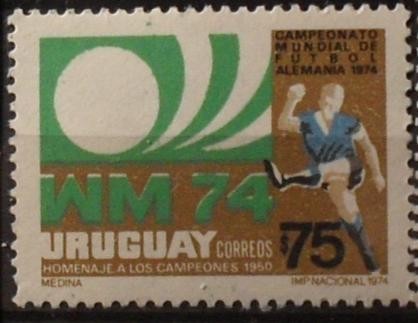 CAMPEONATO
MUNDIAL DE
FUTBOL
ALEMANIA 1974
WM 74
URUGUAY CORREOS
$75
HOMENAJE A LOS CAMPEONES 1950
MEDINA
IMP NACIONAL 1974